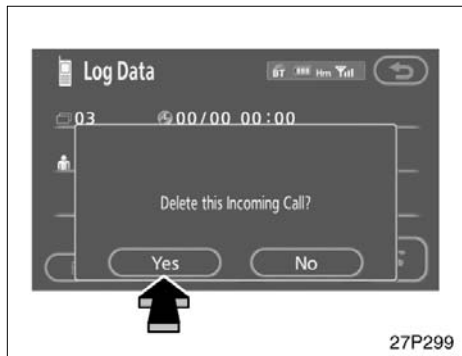 Log Data
BT Hm
03 00/00 00:00
Delete this Incoming Call?
Yes No
27P299